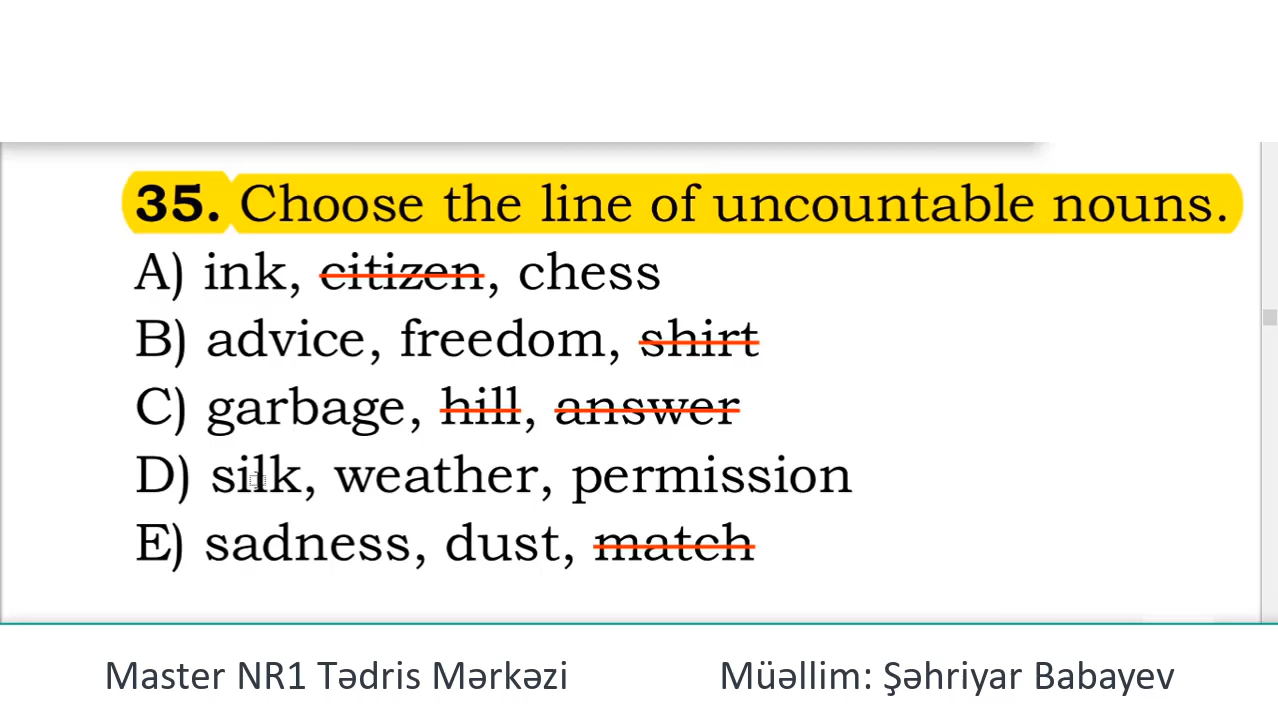 35. Choose the line of uncountable nouns.
A) ink, citizen, chess
B) advice, freedom, shirt
C) garbage, hill, answer
D) silk, weather, permission
E) sadness, dust, match
Master NR1 Tədris Mərkəzi Müəllim: Şəhriyar Babayev